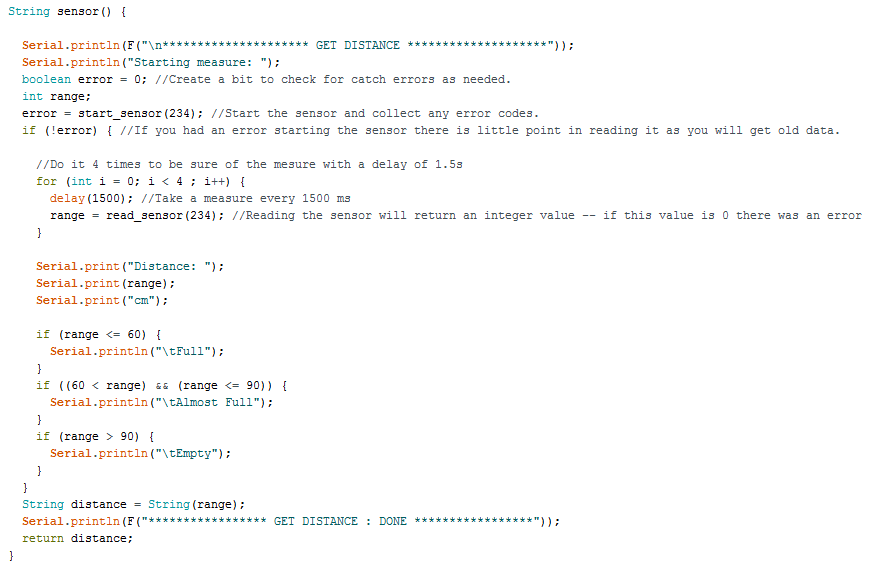 String sensor() {
  Serial.println(F("\n********************* GET DISTANCE ********************"));
  Serial.println("Starting measure: ");
  boolean error = 0; //Create a bit to check for catch errors as needed.
  int range;
  error = start_sensor(234); //Start the sensor and collect any error codes.
  if (!error) { //If you had an error starting the sensor there is little point in reading it as you will get old data.
    //Do it 4 times to be sure of the mesure with a delay of 1.5s
    for (int i = 0; i < 4 ; i++) {
      delay(1500); //Take a measure every 1500 ms
      range = read_sensor(234); //Reading the sensor will return an integer value -- if this value is 0 there was an error
    }
    Serial.print("Distance: ");
    Serial.print(range);
    Serial.print("cm");
    if (range <= 60) {
      Serial.println("\tFull");
    }
    if ((60 < range) && (range <= 90)) {
      Serial.println("\tAlmost Full");
    }
    if (range > 90) {
      Serial.println("\tEmpty");
    }
  }
  String distance = String(range);
  Serial.println(F("***************** GET DISTANCE : DONE *****************"));
  return distance;
}